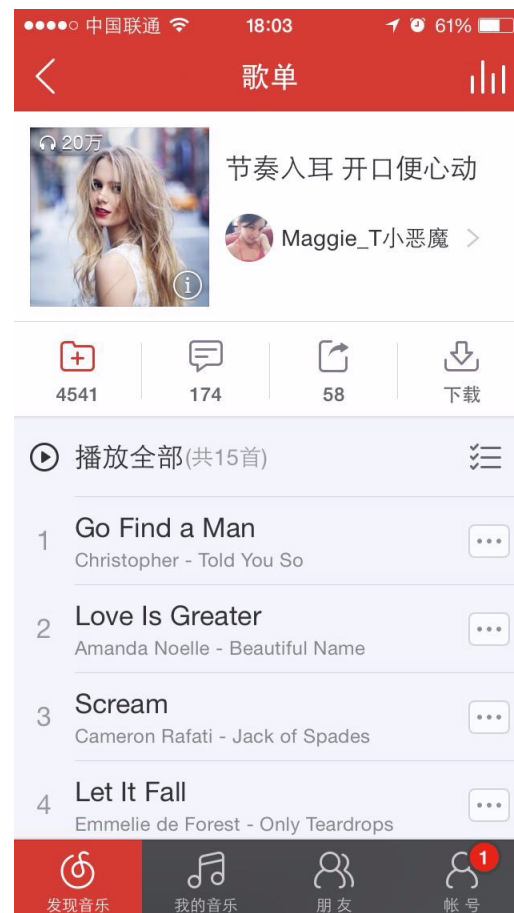 中国联通 18:03 61%
歌单
20万
节奏入耳 开口便心动
Maggie_T小恶魔
4541 174 58 下载
播放全部(共15首)
1 Go Find a Man
Christopher - Told You So
2 Love Is Greater
Amanda Noelle - Beautiful Name
3 Scream
Cameron Rafati - Jack of Spades
4 Let It Fall
Emmelie de Forest - Only Teardrops
1
发现音乐 我的音乐 朋友 帐号